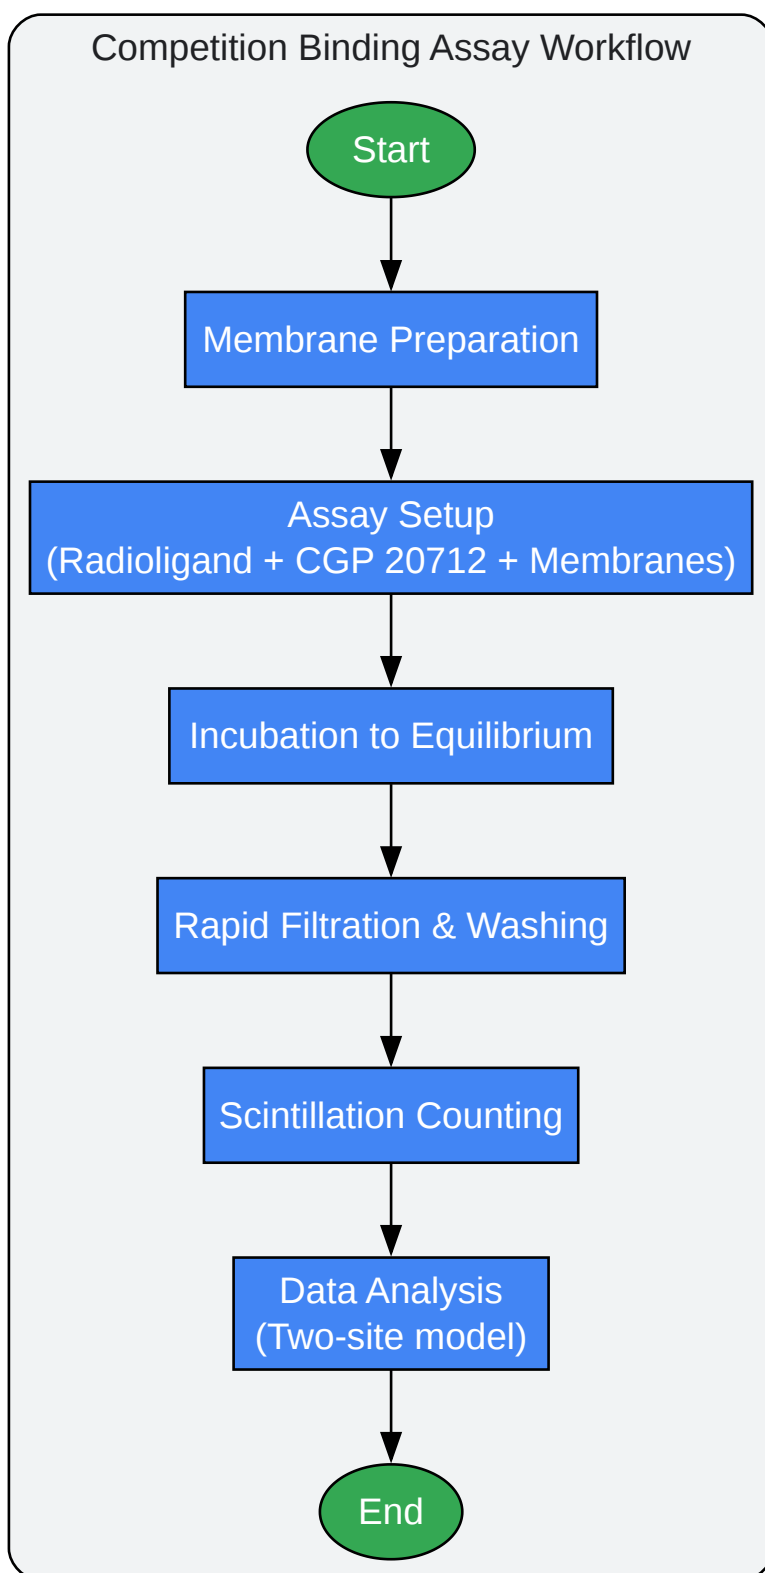 Competition Binding Assay Workflow
Start
Membrane Preparation
Assay Setup
(Radioligand + CGP 20712 + Membranes)
Incubation to Equilibrium
Rapid Filtration & Washing
Scintillation Counting
Data Analysis
(Two-site model)
End